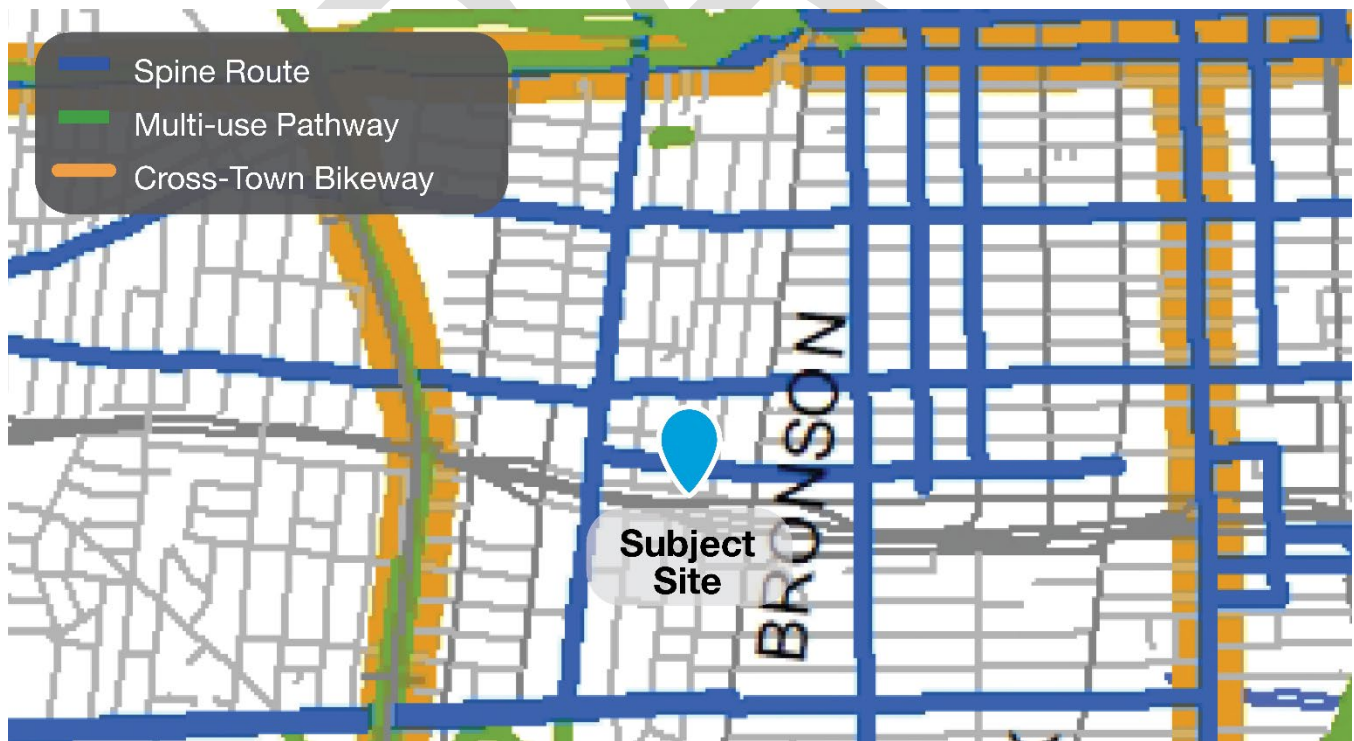 Spine Route
Multi-use Pathway
Cross-Town Bikeway
BRONSON
Subject
Site